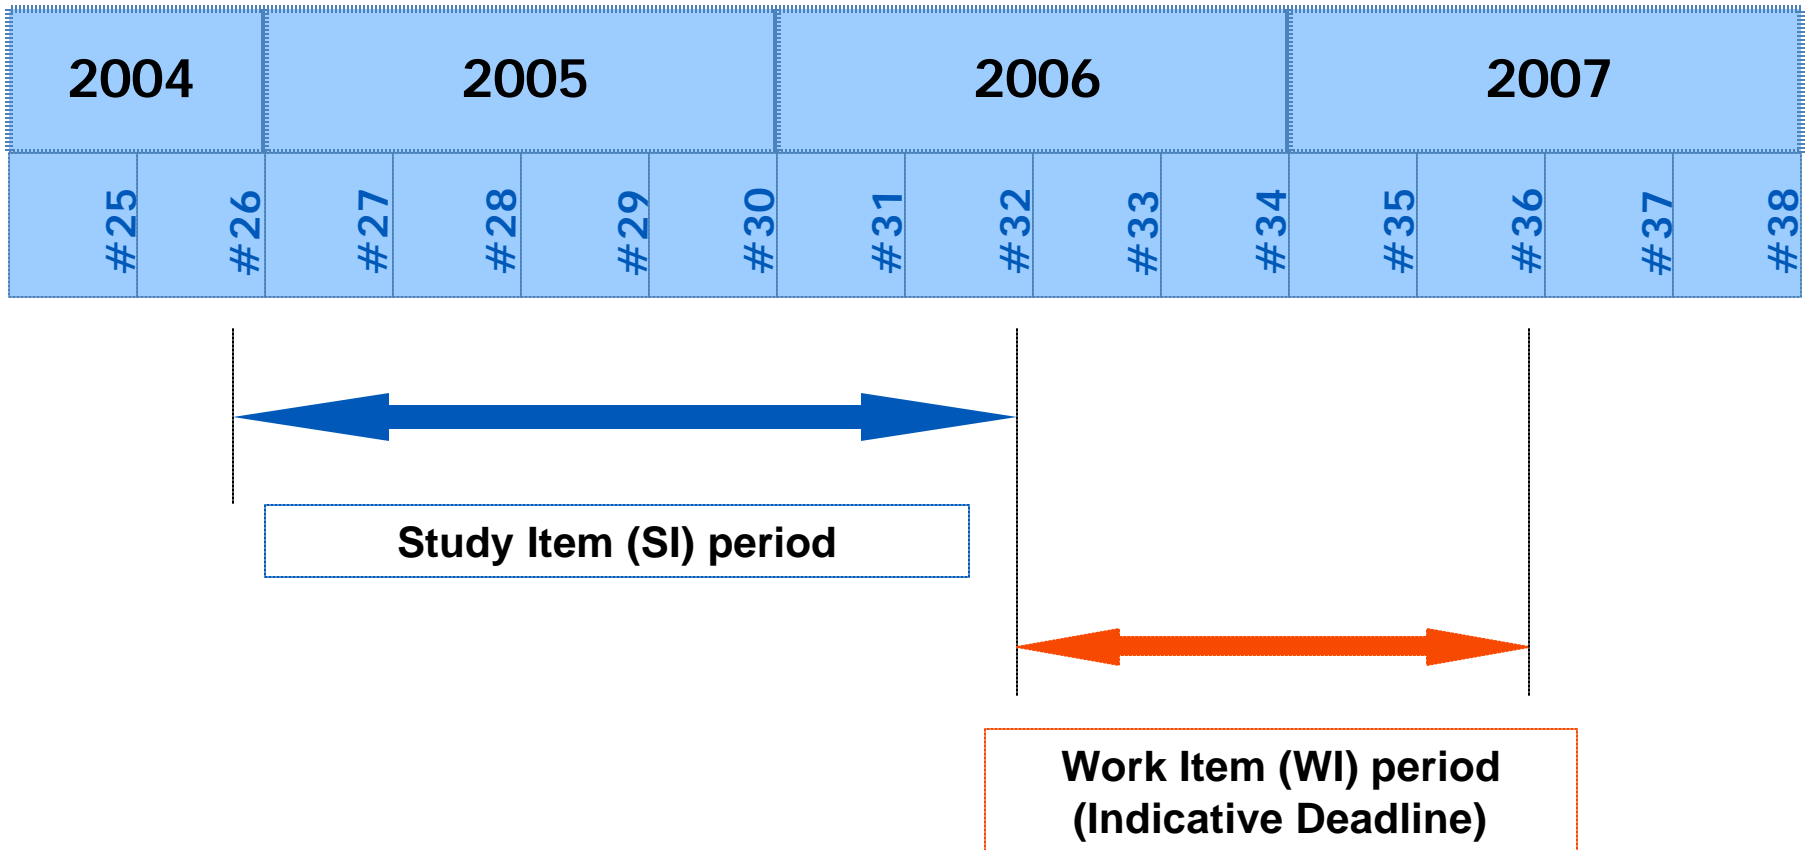 2004 2005 2006 2007
#25 #26 #27 #28 #29 #30 #31 #32 #33 #34 #35 #36 #37 #38
Study Item (SI) period
Work Item (WI) period
(Indicative Deadline)